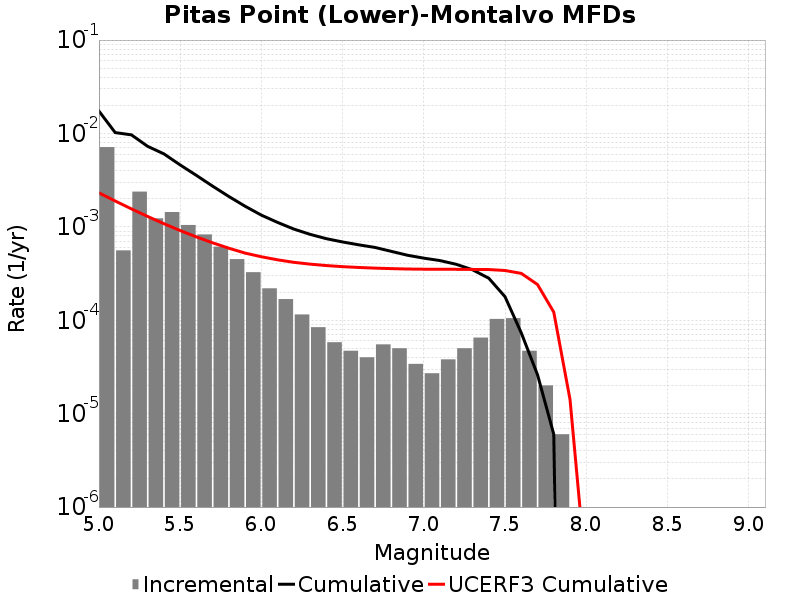 Pitas Point (Lower)-Montalvo MFDs
10-1
10-2
10-3
10-4
10-5
10-6
Rate (1/yr)
5.0 5.5 6.0 6.5 7.0 7.5 8.0 8.5 9.0
Magnitude
Incremental Cumulative UCERF3 Cumulative